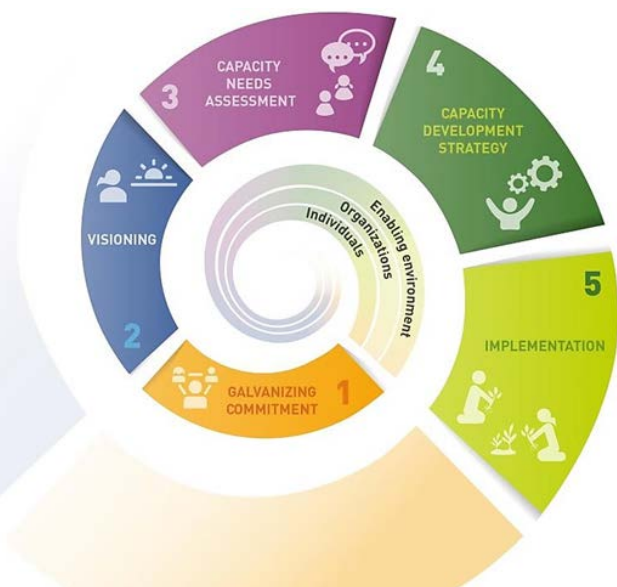 1
GALVANIZING
COMMITMENT
2
VISIONING
3
CAPACITY
NEEDS
ASSESSMENT
4
CAPACITY
DEVELOPMENT
STRATEGY
5
IMPLEMENTATION
Enabling environment
Organizations
Individuals